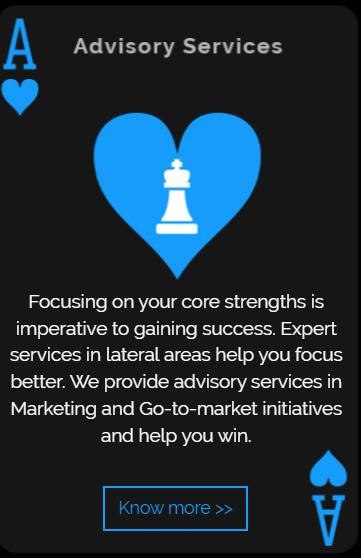 A
Advisory Services
Focusing on your core strengths is
imperative to gaining success. Expert
services in lateral areas help you focus
better. We provide advisory services in
Marketing and Go-to-market initiatives
and help you win.
Know more >>
A